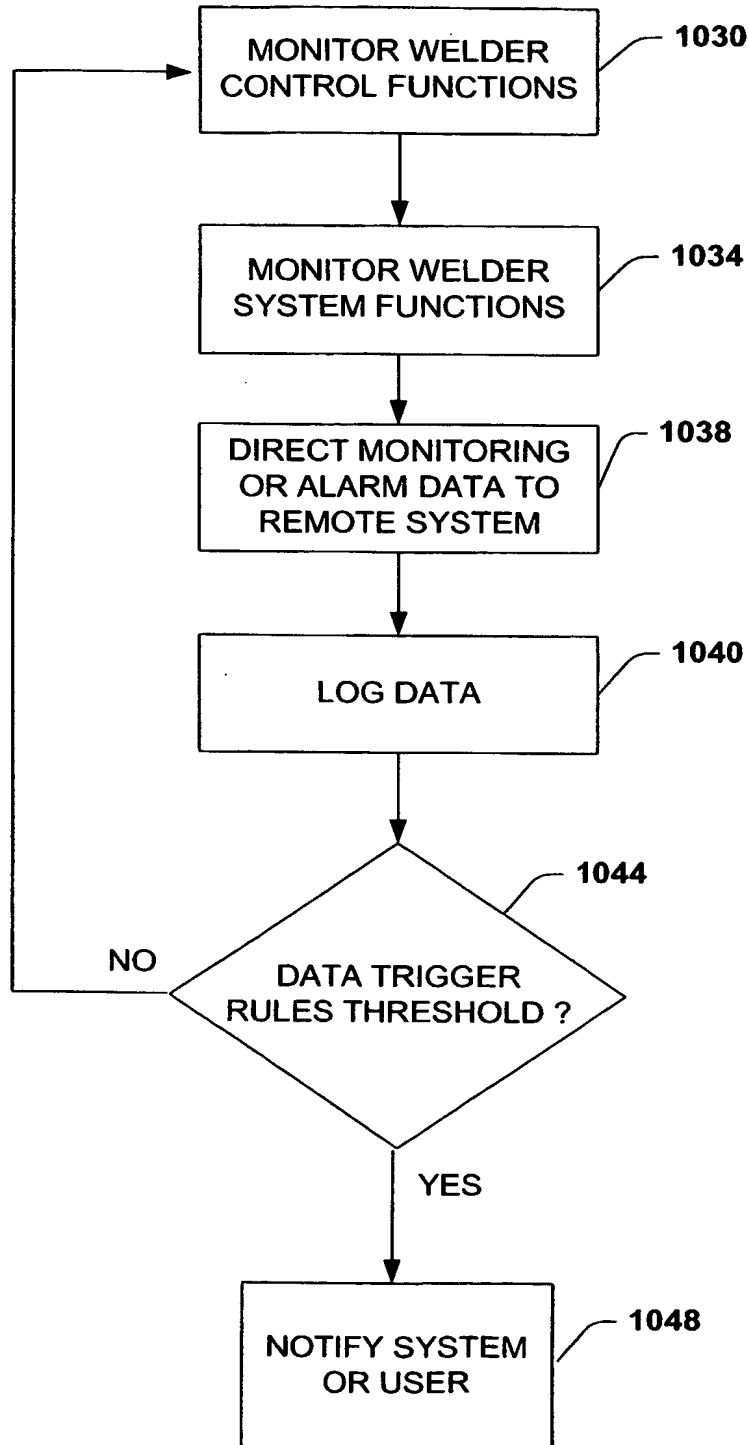 MONITOR WELDER
CONTROL FUNCTIONS
1030
MONITOR WELDER
SYSTEM FUNCTIONS
1034
DIRECT MONITORING
OR ALARM DATA TO
REMOTE SYSTEM
1038
LOG DATA
1040
DATA TRIGGER
RULES THRESHOLD ?
1044
NO
YES
NOTIFY SYSTEM
OR USER
1048